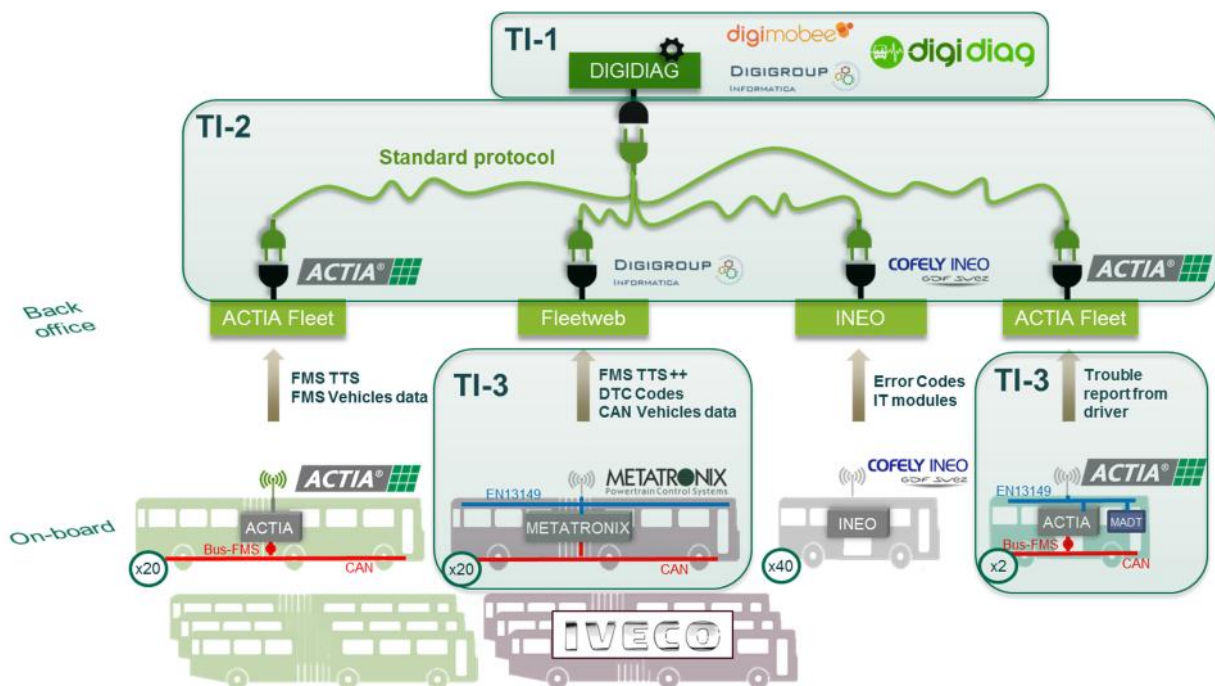 TI-1
digimobee
DIGIDIAG
DIGIGROUP
INFORMATICA
digidiag
TI-2
Standard protocol
ACTIA®
DIGIGROUP
INFORMATICA
COFELY INEO
GDF SUEZ
ACTIA®
Back
office
ACTIA Fleet
Fleetweb
INEO
ACTIA Fleet
FMS TTS
FMS Vehicles data
TI-3
FMS TTS ++
DTC Codes
CAN Vehicles data
Error Codes
IT modules
TI-3
Trouble
report from
driver
On-board
ACTIA®
ACTIA
Bus-FMS
CAN
x20
METATRONIX
Powertrain Control Systems
EN13149
METATRONIX
CAN
x20
COFELY INEO
GDF SUEZ
INEO
x40
ACTIA®
EN13149
ACTIA
MADT
Bus-FMS
CAN
x2
IVECO